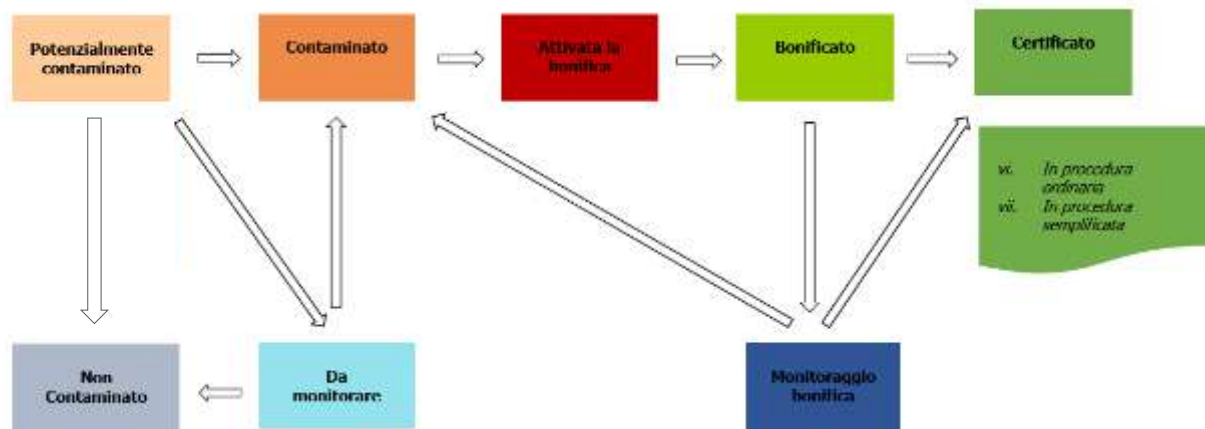 Potenzialmente
contaminato
Contaminato
Attivata la
bonifica
Bonificato
Certificato
vi. In procedura
ordinaria
vii. In procedura
semplificata
Non
Contaminato
Da
monitorare
Monitoraggio
bonifica